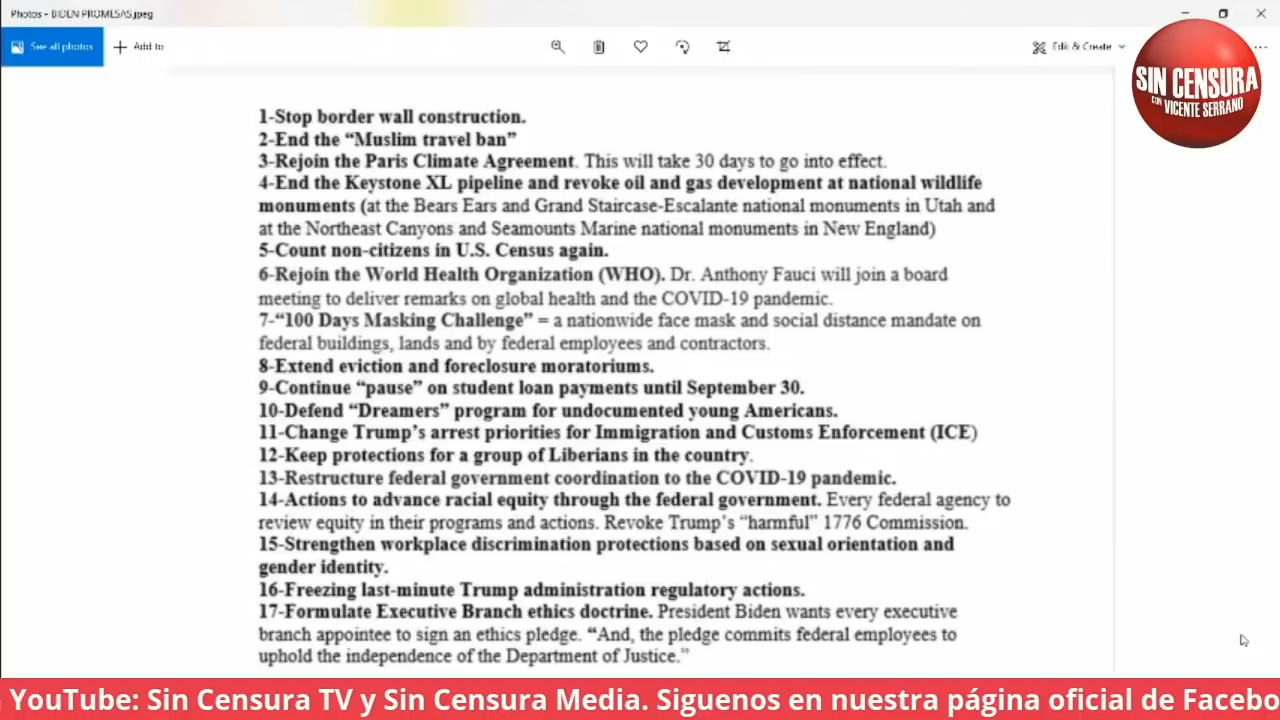 Photos - BIDEN PROMESAS.jpeg
See all photos
Add to
Edit & Create
SIN CENSURA
CON VICENTE SERRANO
1-Stop border wall construction.
2-End the “Muslim travel ban”
3-Rejoin the Paris Climate Agreement. This will take 30 days to go into effect.
4-End the Keystone XL pipeline and revoke oil and gas development at national wildlife
monuments (at the Bears Ears and Grand Staircase-Escalante national monuments in Utah and
at the Northeast Canyons and Seamounts Marine national monuments in New England)
5-Count non-citizens in U.S. Census again.
6-Rejoin the World Health Organization (WHO). Dr. Anthony Fauci will join a board
meeting to deliver remarks on global health and the COVID-19 pandemic.
7-“100 Days Masking Challenge” = a nationwide face mask and social distance mandate on
federal buildings, lands and by federal employees and contractors.
8-Extend eviction and foreclosure moratoriums.
9-Continue “pause” on student loan payments until September 30.
10-Defend “Dreamers” program for undocumented young Americans.
11-Change Trump’s arrest priorities for Immigration and Customs Enforcement (ICE)
12-Keep protections for a group of Liberians in the country.
13-Restructure federal government coordination to the COVID-19 pandemic.
14-Actions to advance racial equity through the federal government. Every federal agency to
review equity in their programs and actions. Revoke Trump’s “harmful” 1776 Commission.
15-Strengthen workplace discrimination protections based on sexual orientation and
gender identity.
16-Freezing last-minute Trump administration regulatory actions.
17-Formulate Executive Branch ethics doctrine. President Biden wants every executive
branch appointee to sign an ethics pledge. “And, the pledge commits federal employees to
uphold the independence of the Department of Justice.”
YouTube: Sin Censura TV y Sin Censura Media. Siguenos en nuestra página oficial de Facebo